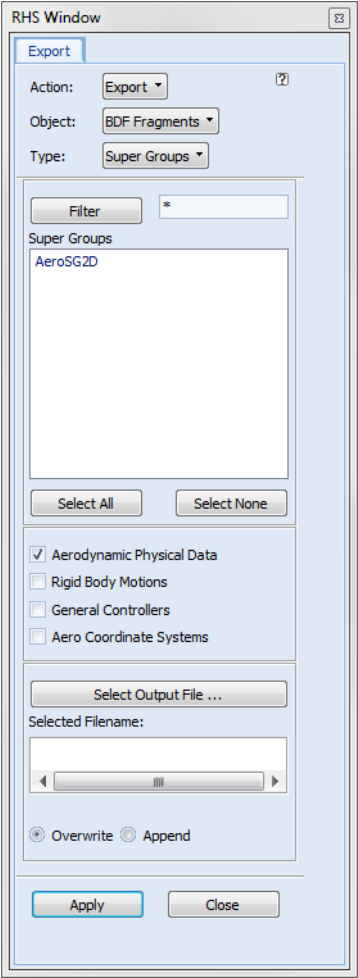 RHS Window
Export
Action: Export
Object: BDF Fragments
Type: Super Groups
Filter *
Super Groups
AeroSG2D
Select All Select None
Aerodynamic Physical Data
Rigid Body Motions
General Controllers
Aero Coordinate Systems
Select Output File ...
Selected Filename:
Overwrite Append
Apply Close